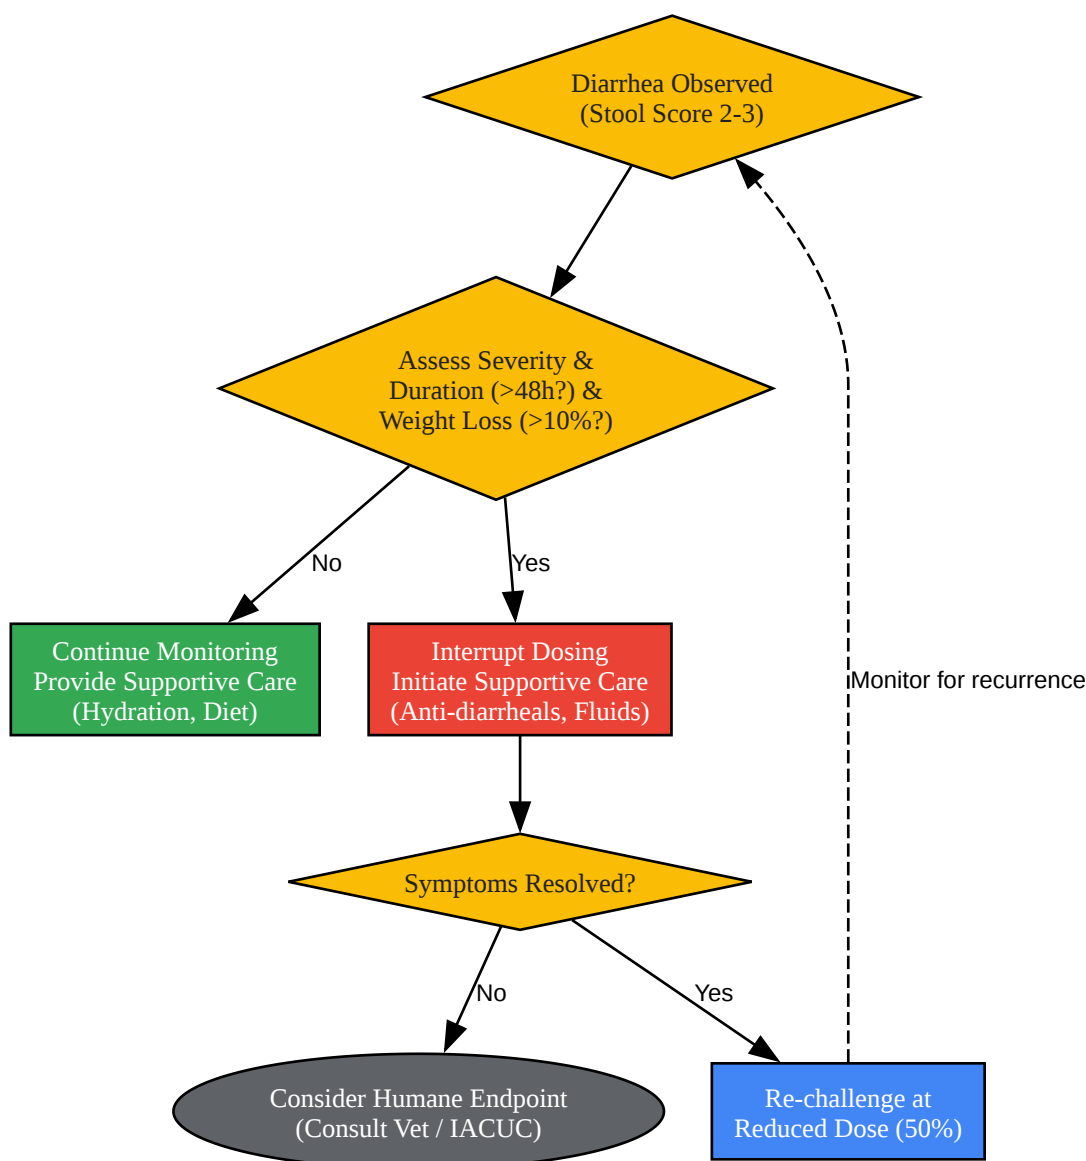 Diarrhea Observed
(Stool Score 2-3)
Assess Severity &
Duration (>48h?) &
Weight Loss (>10%?)
No
Yes
Continue Monitoring
Provide Supportive Care
(Hydration, Diet)
Interrupt Dosing
Initiate Supportive Care
(Anti-diarrheals, Fluids)
Monitor for recurrence
Symptoms Resolved?
No
Yes
Consider Humane Endpoint
(Consult Vet / IACUC)
Re-challenge at
Reduced Dose (50%)